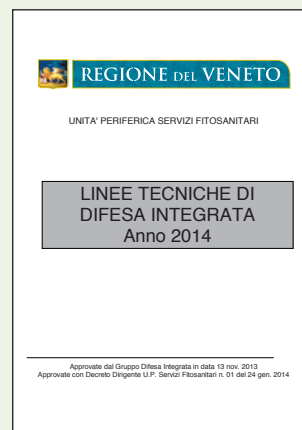 REGIONE DEL VENETO
UNITA' PERIFERICA SERVIZI FITOSANITARI
LINEE TECNICHE DI
DIFESA INTEGRATA
Anno 2014
Approvate dal Gruppo Difesa Integrata in data 13 nov. 2013
Approvate con Decreto Dirigente U.P. Servizi Fitosanitari n. 01 del 24 gen. 2014